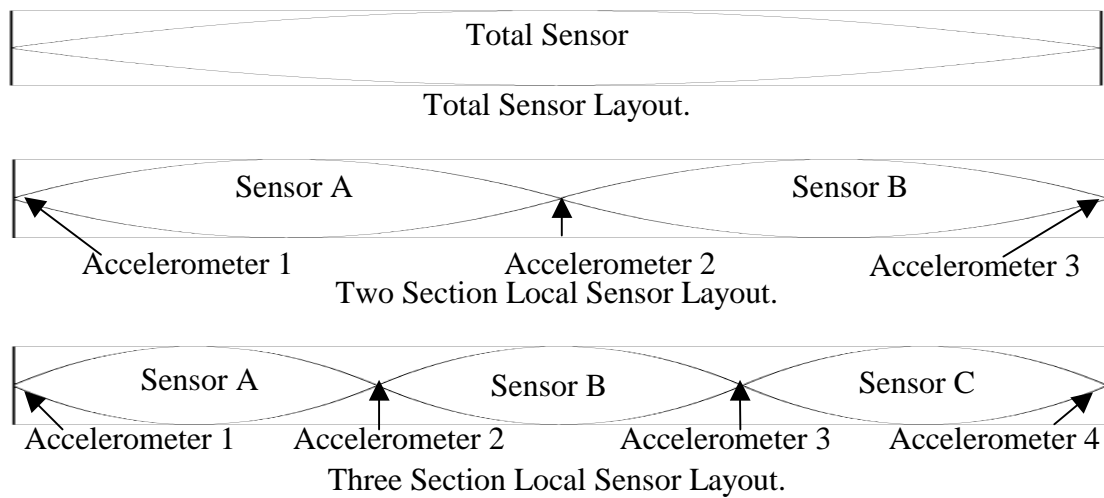 Total Sensor
Total Sensor Layout.
Sensor A
Sensor B
Accelerometer 1
Accelerometer 2
Accelerometer 3
Two Section Local Sensor Layout.
Sensor A
Sensor B
Sensor C
Accelerometer 1
Accelerometer 2
Accelerometer 3
Accelerometer 4
Three Section Local Sensor Layout.